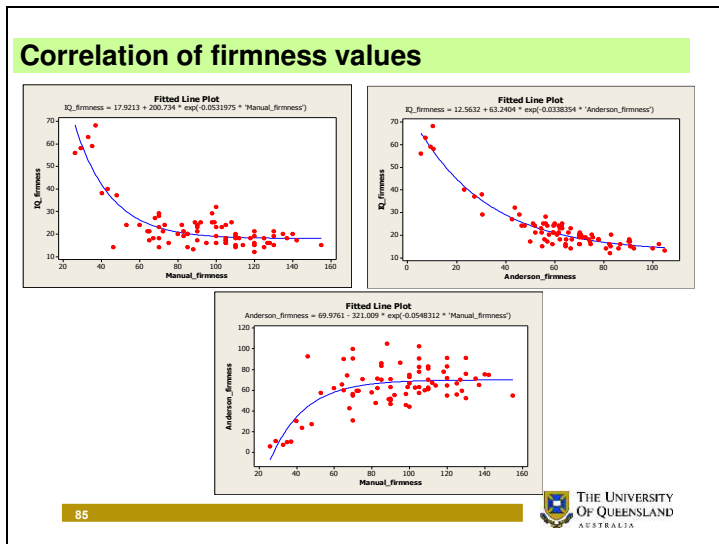 Correlation of firmness values
Fitted Line Plot
IQ_firmness = 17.9213 + 200.734 * exp(-0.0531975 * 'Manual_firmness')
70
60
50
40
30
20
10
IQ_firmness
20 40 60 80 100 120 140 160
Manual_firmness
Fitted Line Plot
IQ_firmness = 12.5632 + 63.2404 * exp(-0.0338354 * 'Anderson_firmness')
70
60
50
40
30
20
10
IQ_firmness
0 20 40 60 80 100
Anderson_firmness
Fitted Line Plot
Anderson_firmness = 69.9761 - 321.009 * exp(-0.0548312 * 'Manual_firmness')
120
100
80
60
40
20
0
Anderson_firmness
20 40 60 80 100 120 140 160
Manual_firmness
85
THE UNIVERSITY
OF QUEENSLAND
AUSTRALIA